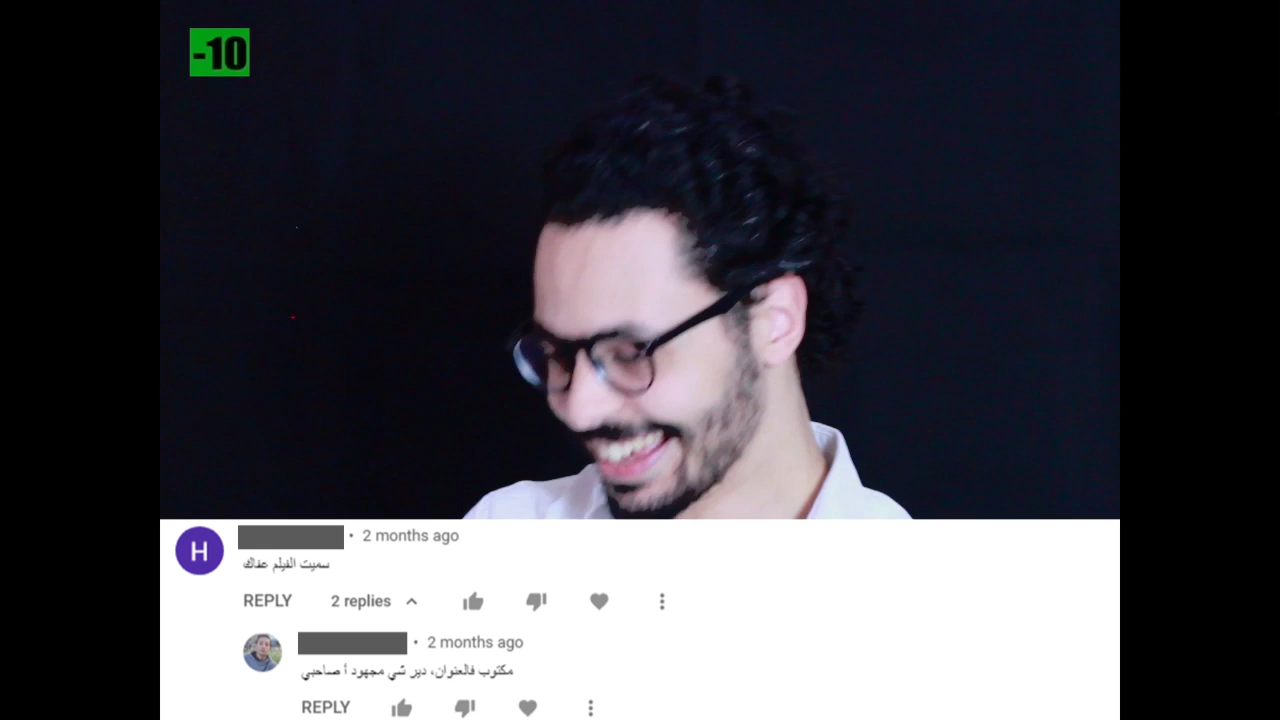 -10
H
• 2 months ago
سميت الفيلم عفاك
REPLY 2 replies
• 2 months ago
مكتوب فالعنوان، دير شي مجهود أ صاحبي
REPLY